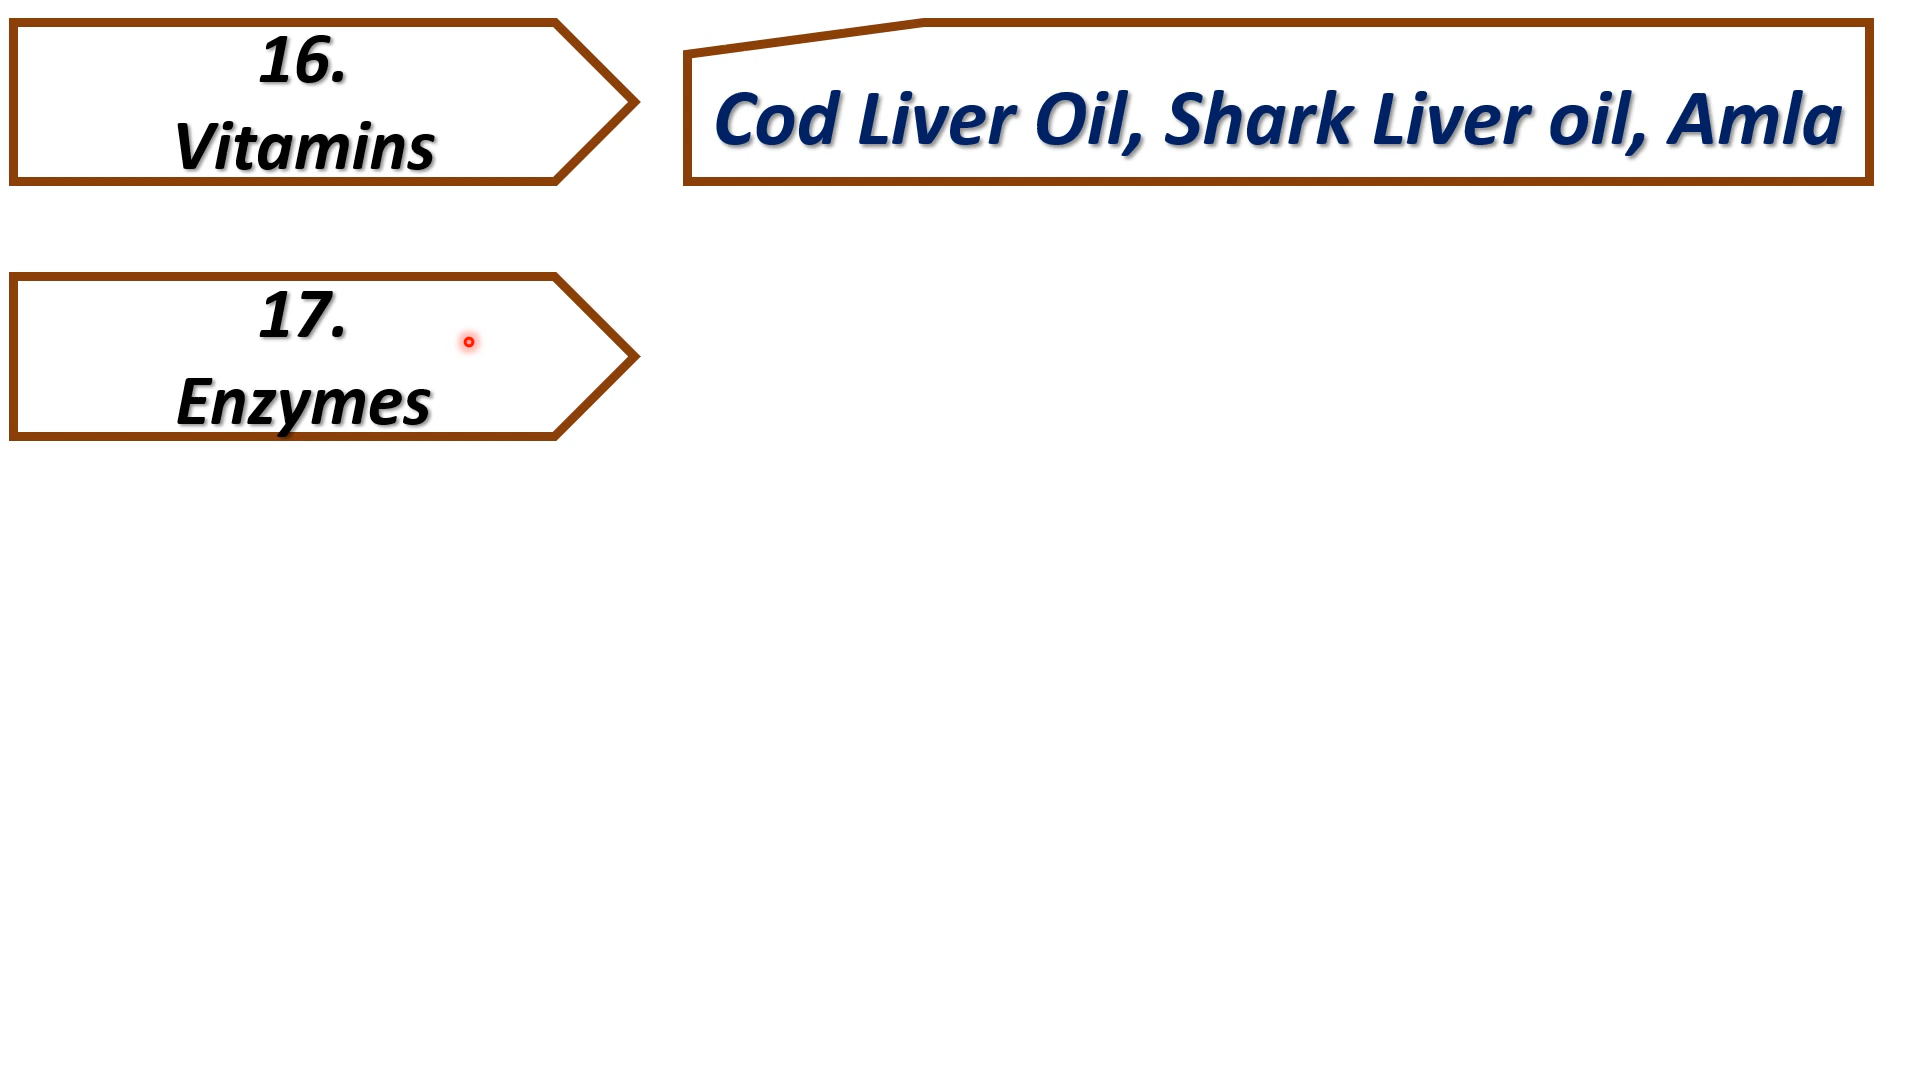 16.
Vitamins
Cod Liver Oil, Shark Liver oil, Amla
17.
Enzymes